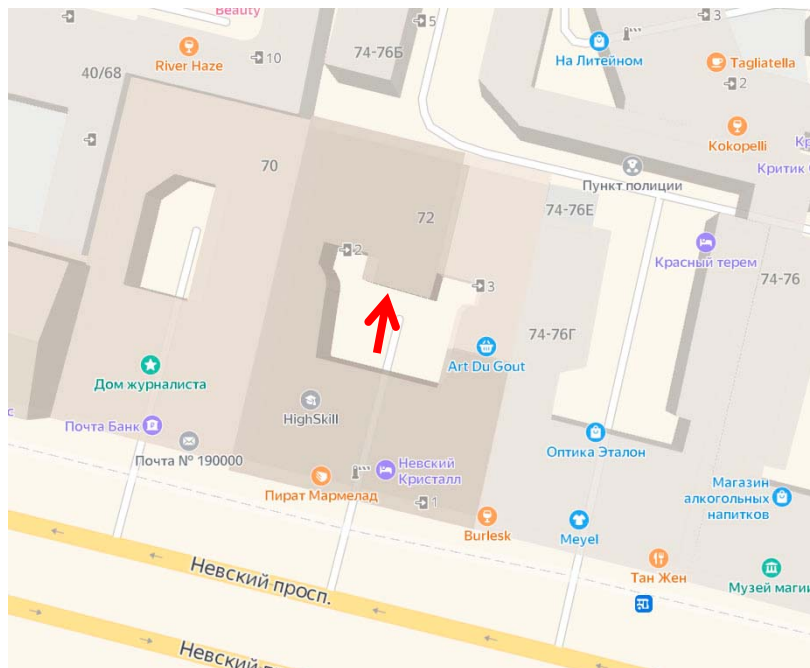 Beauty
River Haze
10
40/68
5
74-76Б
3
На Литейном
Tagliatella
2
Kokopelli
Критик
Пункт полиции
70
72
74-76Е
Красный терем
74-76
2
3
74-76Г
Art Du Gout
Дом журналиста
HighSkill
Почта Банк
Почта № 190000
Невский
Кристалл
Пират Мармелад
1
Burlesk
Оптика Эталон
Meyel
Магазин
алкогольных
напитков
Тан Жен
Музей маги
Невский просп.
Невский